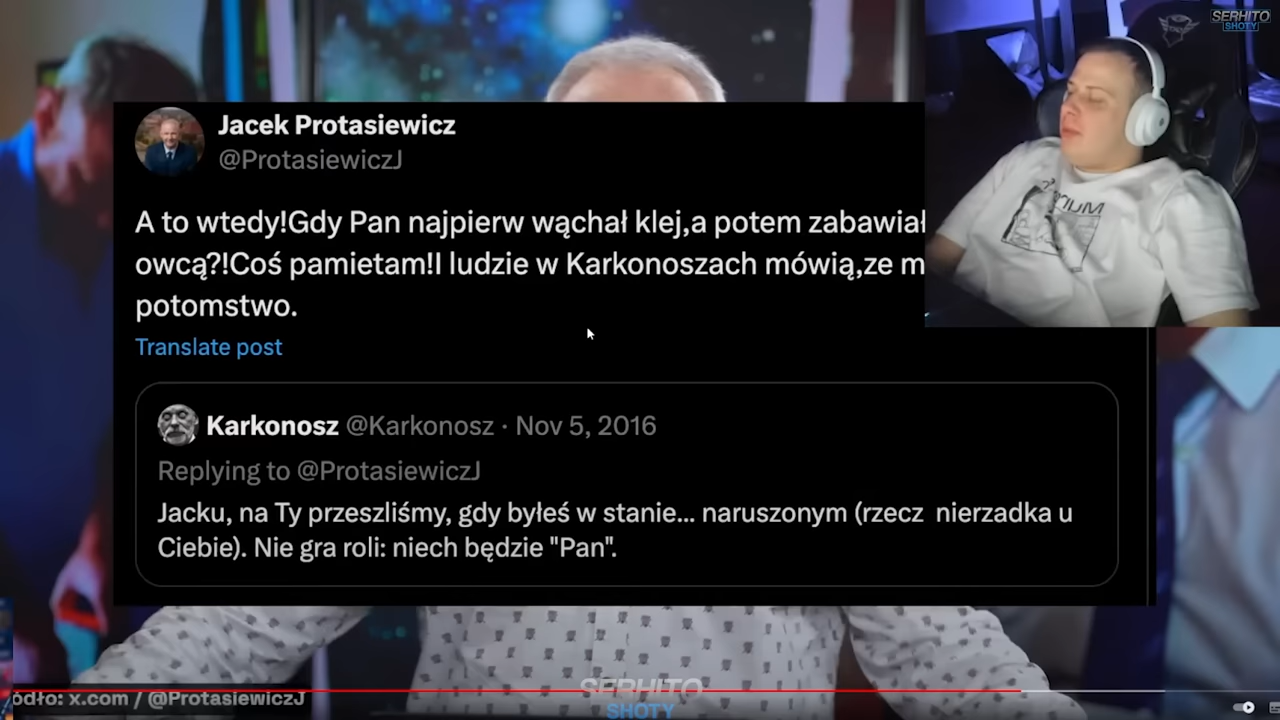 SERHITO
SHOTY
Jacek Protasiewicz
@ProtasiewiczJ
A to wtedy!Gdy Pan najpierw wąchał klej,a potem zabawiał
owcą?!Coś pamietam!I ludzie w Karkonoszach mówią,ze m
potomstwo.
Translate post
Karkonosz @Karkonosz · Nov 5, 2016
Replying to @ProtasiewiczJ
Jacku, na Ty przeszliśmy, gdy byłeś w stanie... naruszonym (rzecz nierzadka u
Ciebie). Nie gra roli: niech będzie "Pan".
SERHITO
SHOTY
ódło: x.com / @ProtasiewiczJ